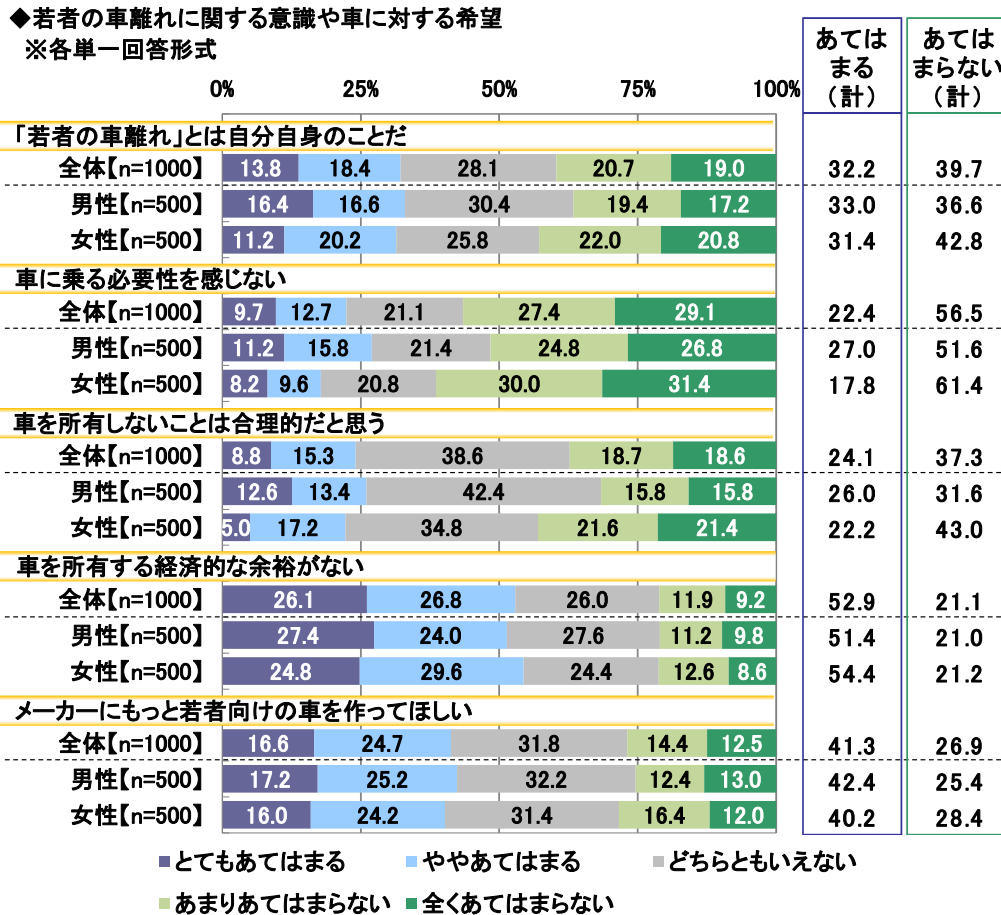 ◆若者の車離れに関する意識や車に対する希望
※各単一回答形式
あては
まる
（計）
あては
まらない
（計）
0% 25% 50% 75% 100%
「若者の車離れ」とは自分自身のことだ
全体【n=1000】 13.8 18.4 28.1 20.7 19.0 32.2 39.7
男性【n=500】 16.4 16.6 30.4 19.4 17.2 33.0 36.6
女性【n=500】 11.2 20.2 25.8 22.0 20.8 31.4 42.8
車に乗る必要性を感じない
全体【n=1000】 9.7 12.7 21.1 27.4 29.1 22.4 56.5
男性【n=500】 11.2 15.8 21.4 24.8 26.8 27.0 51.6
女性【n=500】 8.2 9.6 20.8 30.0 31.4 17.8 61.4
車を所有しないことは合理的だと思う
全体【n=1000】 8.8 15.3 38.6 18.7 18.6 24.1 37.3
男性【n=500】 12.6 13.4 42.4 15.8 15.8 26.0 31.6
女性【n=500】 5.0 17.2 34.8 21.6 21.4 22.2 43.0
車を所有する経済的な余裕がない
全体【n=1000】 26.1 26.8 26.0 11.9 9.2 52.9 21.1
男性【n=500】 27.4 24.0 27.6 11.2 9.8 51.4 21.0
女性【n=500】 24.8 29.6 24.4 12.6 8.6 54.4 21.2
メーカーにもっと若者向けの車を作ってほしい
全体【n=1000】 16.6 24.7 31.8 14.4 12.5 41.3 26.9
男性【n=500】 17.2 25.2 32.2 12.4 13.0 42.4 25.4
女性【n=500】 16.0 24.2 31.4 16.4 12.0 40.2 28.4
とてもあてはまる ややあてはまる どちらともいえない
あまりあてはまらない 全くあてはまらない